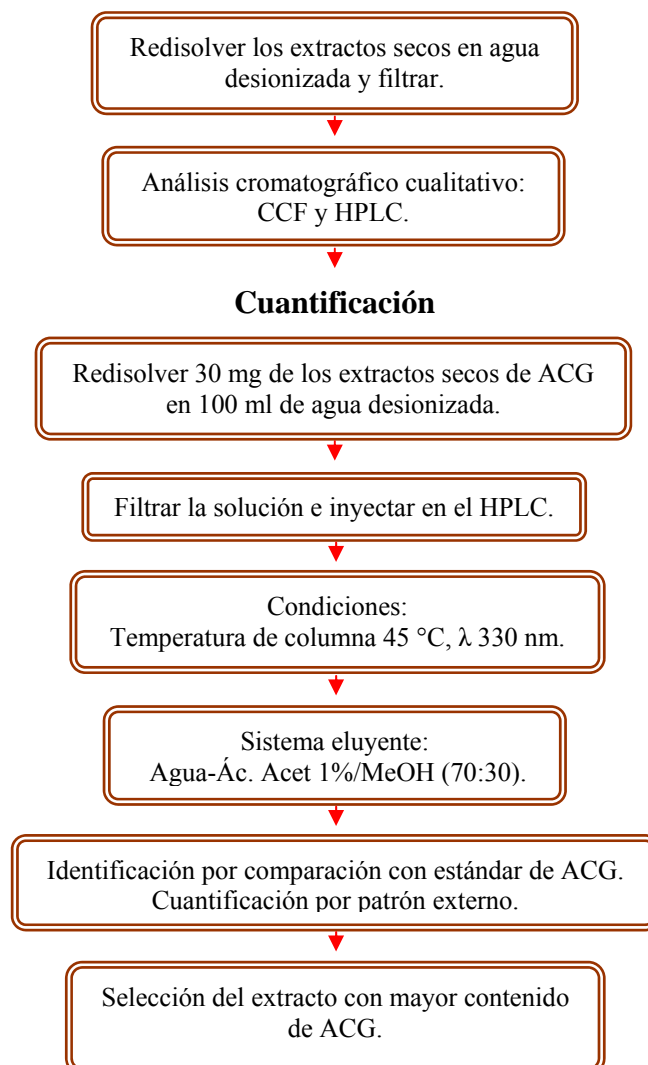 Redisolver los extractos secos en agua
desionizada y filtrar.
Análisis cromatográfico cualitativo:
CCF y HPLC.
Cuantificación
Redisolver 30 mg de los extractos secos de ACG
en 100 ml de agua desionizada.
Filtrar la solución e inyectar en el HPLC.
Condiciones:
Temperatura de columna 45 °C, λ 330 nm.
Sistema eluyente:
Agua-Ác. Acet 1%/MeOH (70:30).
Identificación por comparación con estándar de ACG.
Cuantificación por patrón externo.
Selección del extracto con mayor contenido
de ACG.